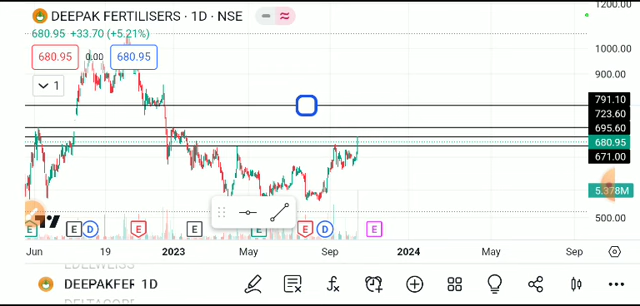 DEEPAK FERTILISERS · 1D · NSE
1200.00
680.95 +33.70 (+5.21%)
680.95 0.00 680.95
1000.00
900.00
1
791.10
723.60
695.60
680.95
671.00
5.378M
500.00
E E D E E E E D E
Jun 19 2023 May Sep 2024 Sep
EDELWEISS
DEEPAKFER 1D